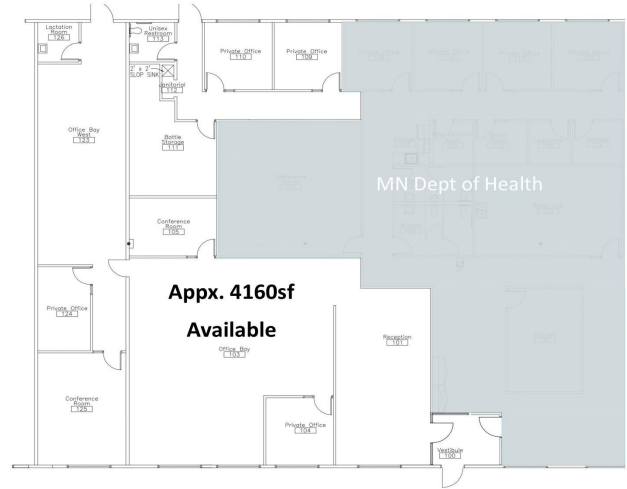 Lactation
Room
126
Unisex
Restroom
113
Private Office
110
Private Office
109
2' x 2'
SLOP SINK
Janitorial
112
Office Bay
West
123
Bottle
Storage
111
MN Dept of Health
Conference
Room
105
Appx. 4160sf
Available
Private Office
124
Office Bay
103
Reception
101
Conference
Room
125
Private Office
104
Vestibule
100